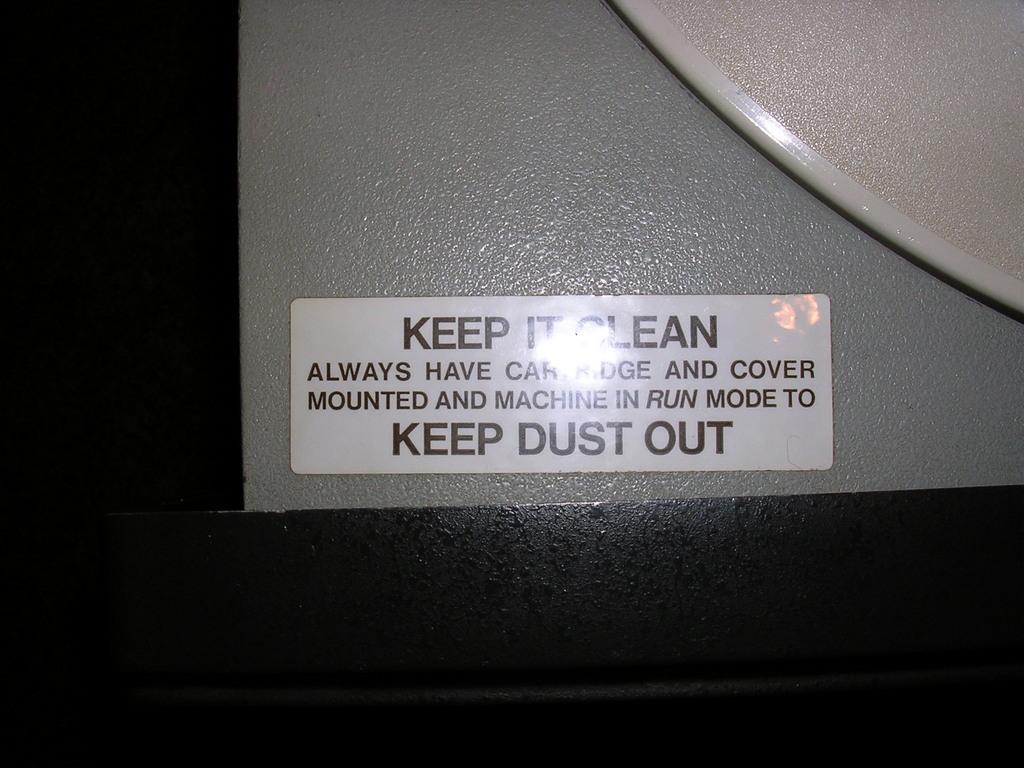 KEEP IT CLEAN
ALWAYS HAVE CARTRIDGE AND COVER
MOUNTED AND MACHINE IN RUN MODE TO
KEEP DUST OUT